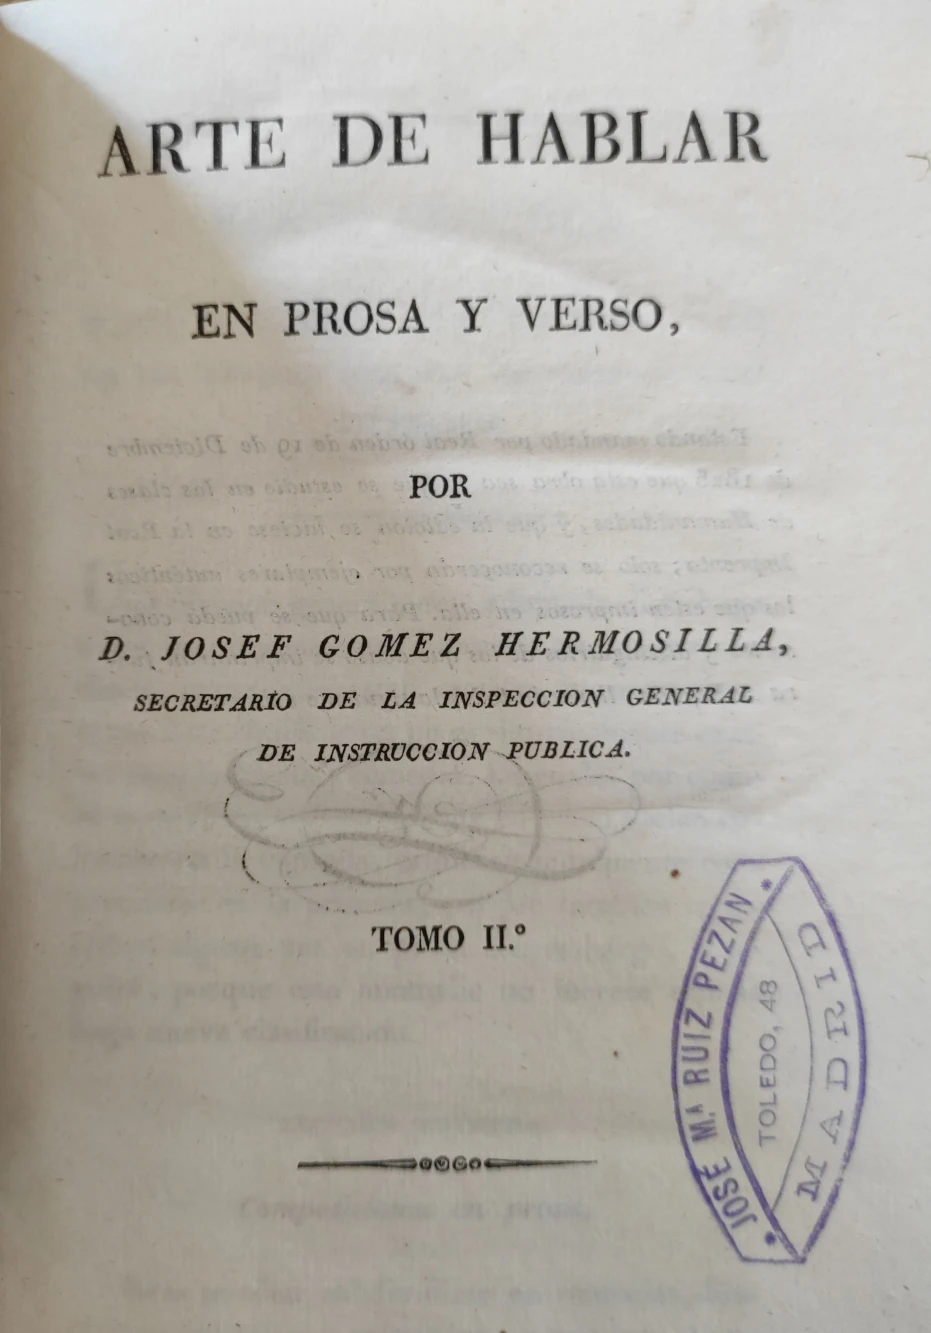 ARTE DE HABLAR
EN PROSA Y VERSO,
POR
D. JOSEF GOMEZ HERMOSILLA,
SECRETARIO DE LA INSPECCION GENERAL
DE INSTRUCCION PUBLICA.
TOMO II.º
JOSÉ Mª RUIZ PEZAN
TOLEDO, 48
MADRID